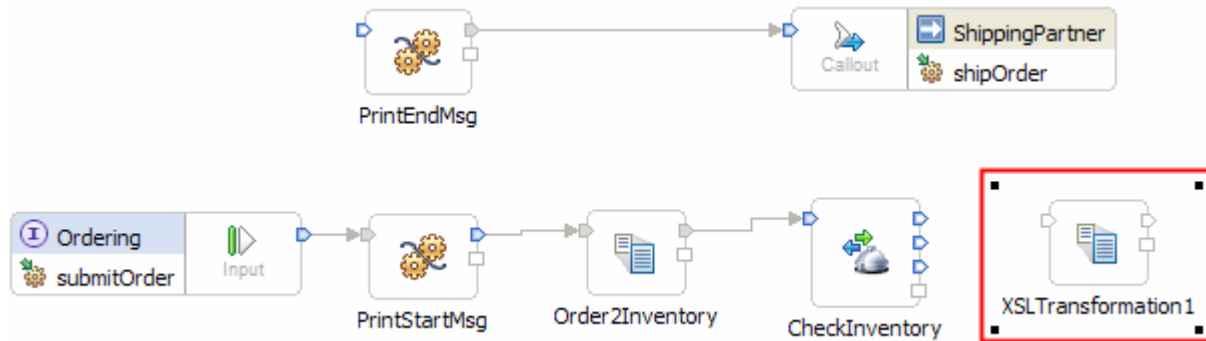 ShippingPartner
Callout
shipOrder
PrintEndMsg
Ordering
Input
submitOrder
PrintStartMsg
Order2Inventory
CheckInventory
XSLTransformation1